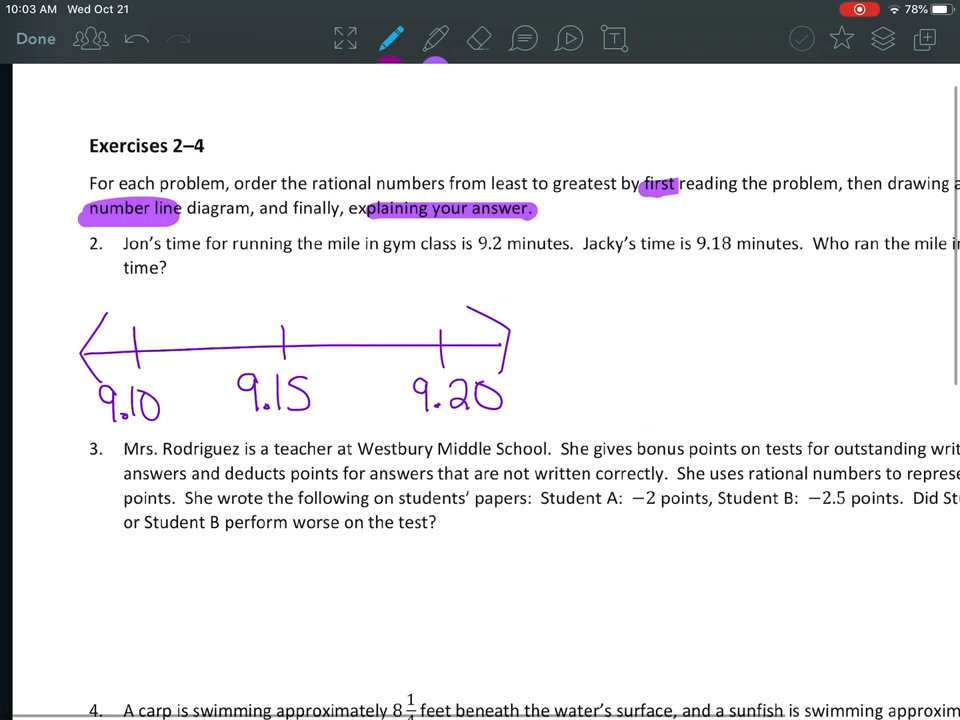 10:03 AM Wed Oct 21
78%
Done
T
Exercises 2–4
For each problem, order the rational numbers from least to greatest by first reading the problem, then drawing a
number line diagram, and finally, explaining your answer.
2. Jon’s time for running the mile in gym class is 9.2 minutes. Jacky’s time is 9.18 minutes. Who ran the mile in
time?
9.10 9.15 9.20
3. Mrs. Rodriguez is a teacher at Westbury Middle School. She gives bonus points on tests for outstanding writ
answers and deducts points for answers that are not written correctly. She uses rational numbers to represe
points. She wrote the following on students’ papers: Student A: −2 points, Student B: −2.5 points. Did St
or Student B perform worse on the test?
4. A carp is swimming approximately 8 1/4 feet beneath the water’s surface, and a sunfish is swimming approxim